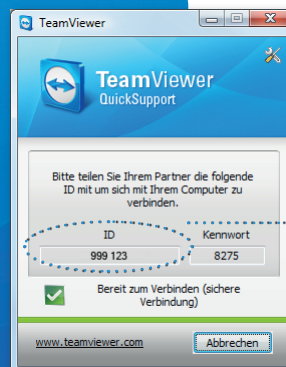 TeamViewer
TeamViewer
QuickSupport
Bitte teilen Sie Ihrem Partner die folgende
ID mit um sich mit Ihrem Computer zu
verbinden.
ID Kennwort
999 123 8275
Bereit zum Verbinden (sichere
Verbindung)
www.teamviewer.com Abbrechen